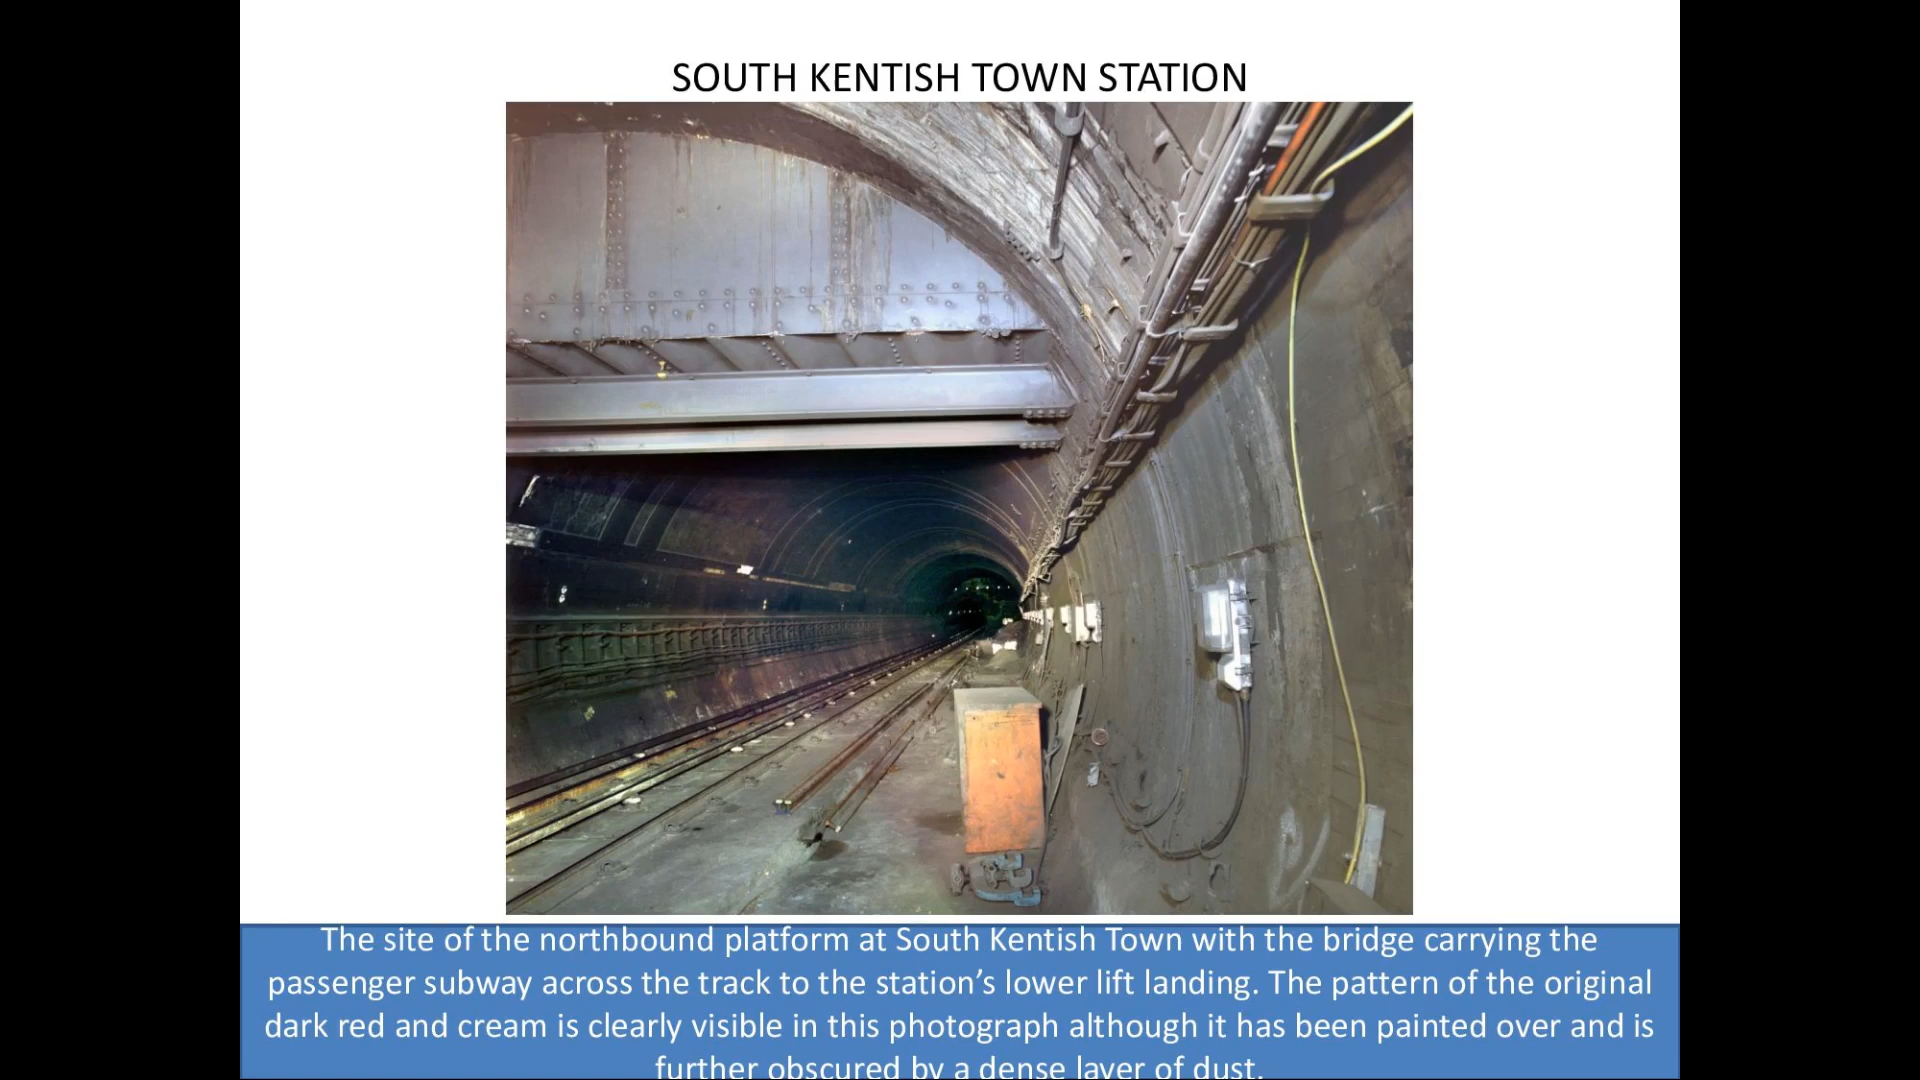 SOUTH KENTISH TOWN STATION
The site of the northbound platform at South Kentish Town with the bridge carrying the
passenger subway across the track to the station’s lower lift landing. The pattern of the original
dark red and cream is clearly visible in this photograph although it has been painted over and is
further obscured by a dense layer of dust.